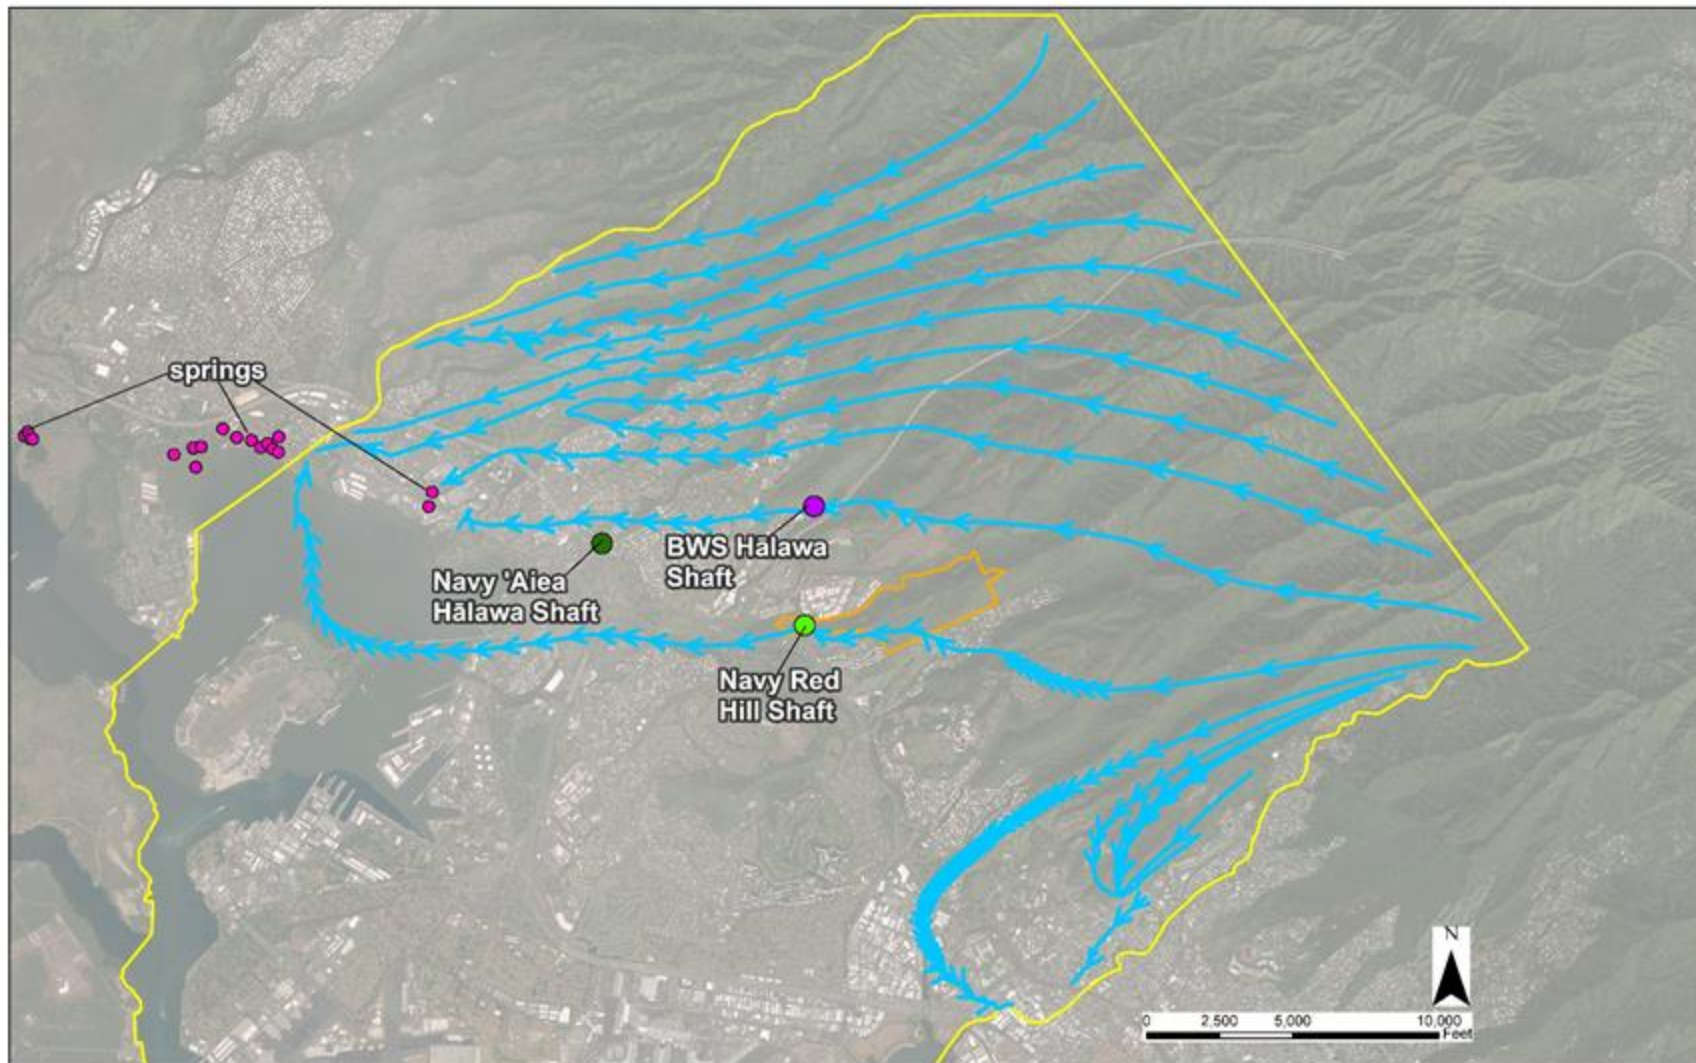 springs
BWS Hālawa
Shaft
Navy 'Aiea
Hālawa Shaft
Navy Red
Hill Shaft
N
0 2,500 5,000 10,000
Feet